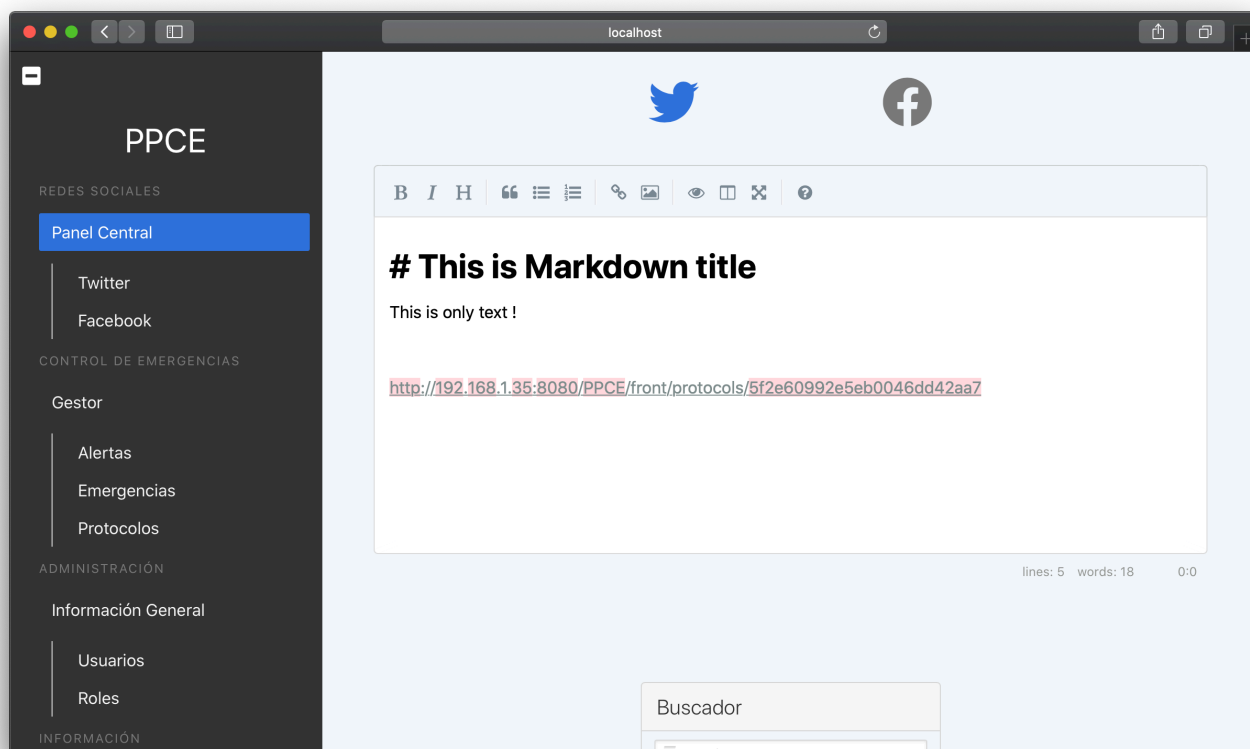 localhost
PPCE
REDES SOCIALES
Panel Central
Twitter
Facebook
CONTROL DE EMERGENCIAS
Gestor
Alertas
Emergencias
Protocolos
ADMINISTRACIÓN
Información General
Usuarios
Roles
INFORMACIÓN
B I H
# This is Markdown title
This is only text !
http://192.168.1.35:8080/PPCE/front/protocols/5f2e60992e5eb0046dd42aa7
lines: 5 words: 18 0:0
Buscador